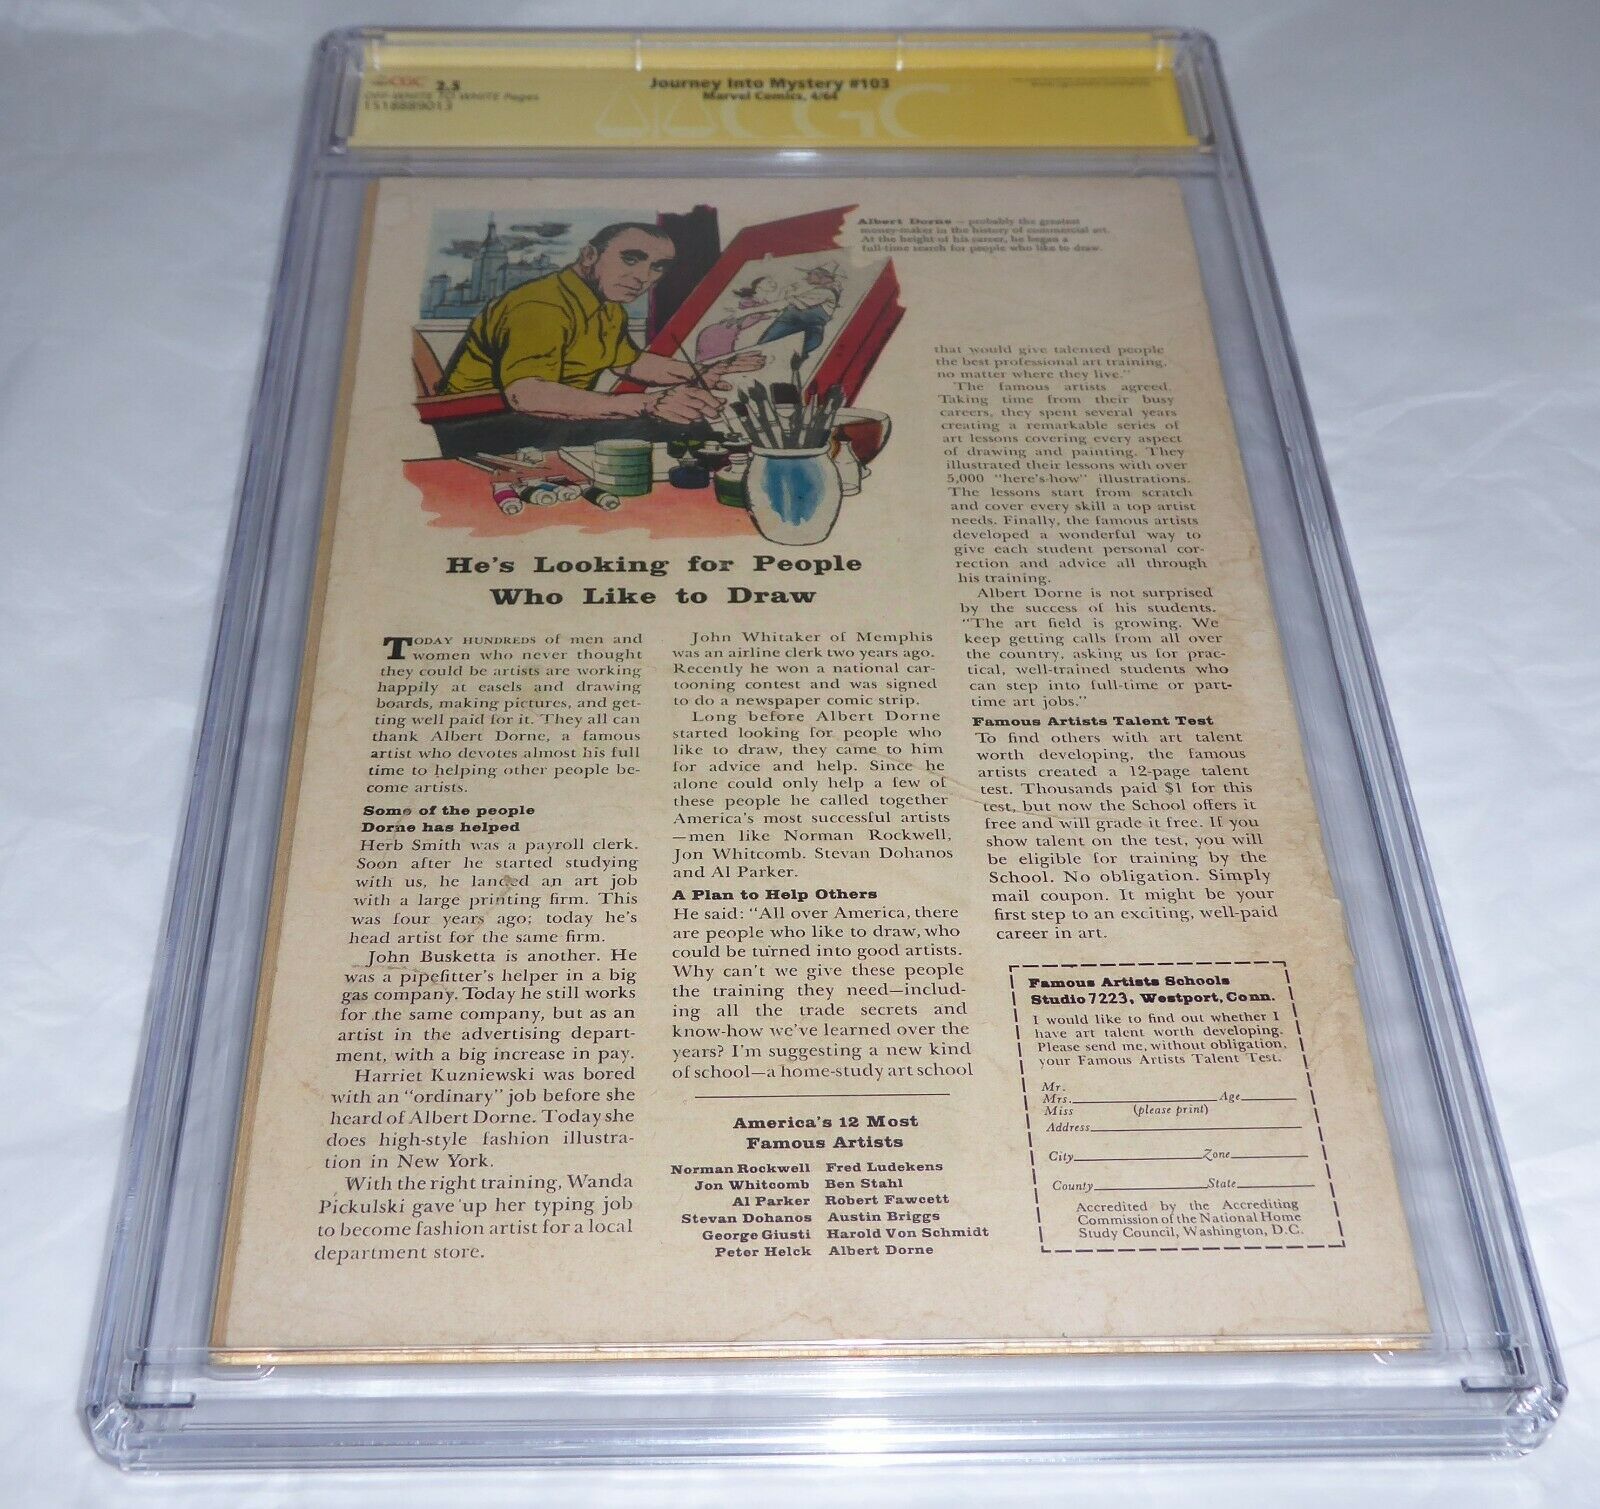 CGC 2.5
OFF-WHITE TO WHITE Pages
1518889013
Journey Into Mystery #103
Marvel Comics, 4/64
CGC
Albert Dorne — probably the greatest
money-maker in the history of commercial art.
At the height of his career, he began a
full-time search for people who like to draw.
He's Looking for People
Who Like to Draw
TODAY HUNDREDS of men and
women who never thought
they could be artists are working
happily at easels and drawing
boards, making pictures, and get-
ting well paid for it. They all can
thank Albert Dorne, a famous
artist who devotes almost his full
time to helping other people be-
come artists.
Some of the people
Dorne has helped
Herb Smith was a payroll clerk.
Soon after he started studying
with us, he landed an art job
with a large printing firm. This
was four years ago; today he's
head artist for the same firm.
John Busketta is another. He
was a pipefitter's helper in a big
gas company. Today he still works
for the same company, but as an
artist in the advertising depart-
ment, with a big increase in pay.
Harriet Kuzniewski was bored
with an "ordinary" job before she
heard of Albert Dorne. Today she
does high-style fashion illustra-
tion in New York.
With the right training, Wanda
Pickulski gave up her typing job
to become fashion artist for a local
department store.
John Whitaker of Memphis
was an airline clerk two years ago.
Recently he won a national car-
tooning contest and was signed
to do a newspaper comic strip.
Long before Albert Dorne
started looking for people who
like to draw, they came to him
for advice and help. Since he
alone could only help a few of
these people he called together
America's most successful artists
—men like Norman Rockwell,
Jon Whitcomb. Stevan Dohanos
and Al Parker.
A Plan to Help Others
He said: "All over America, there
are people who like to draw, who
could be turned into good artists.
Why can't we give these people
the training they need—includ-
ing all the trade secrets and
know-how we've learned over the
years? I'm suggesting a new kind
of school—a home-study art school
that would give talented people
the best professional art training,
no matter where they live."
The famous artists agreed.
Taking time from their busy
careers, they spent several years
creating a remarkable series of
art lessons covering every aspect
of drawing and painting. They
illustrated their lessons with over
5,000 "here's-how" illustrations.
The lessons start from scratch
and cover every skill a top artist
needs. Finally, the famous artists
developed a wonderful way to
give each student personal cor-
rection and advice all through
his training.
Albert Dorne is not surprised
by the success of his students.
"The art field is growing. We
keep getting calls from all over
the country, asking us for prac-
tical, well-trained students who
can step into full-time or part-
time art jobs."
Famous Artists Talent Test
To find others with art talent
worth developing, the famous
artists created a 12-page talent
test. Thousands paid $1 for this
test, but now the School offers it
free and will grade it free. If you
show talent on the test, you will
be eligible for training by the
School. No obligation. Simply
mail coupon. It might be your
first step to an exciting, well-paid
career in art.
America's 12 Most
Famous Artists
Norman Rockwell Fred Ludekens
Jon Whitcomb Ben Stahl
Al Parker Robert Fawcett
Stevan Dohanos Austin Briggs
George Giusti Harold Von Schmidt
Peter Helck Albert Dorne
Famous Artists Schools
Studio 7223, Westport, Conn.
I would like to find out whether I
have art talent worth developing.
Please send me, without obligation,
your Famous Artists Talent Test.
Mr.
Mrs. Age
Miss (please print)
Address
City Zone
County State
Accredited by the Accrediting
Commission of the National Home
Study Council, Washington, D.C.